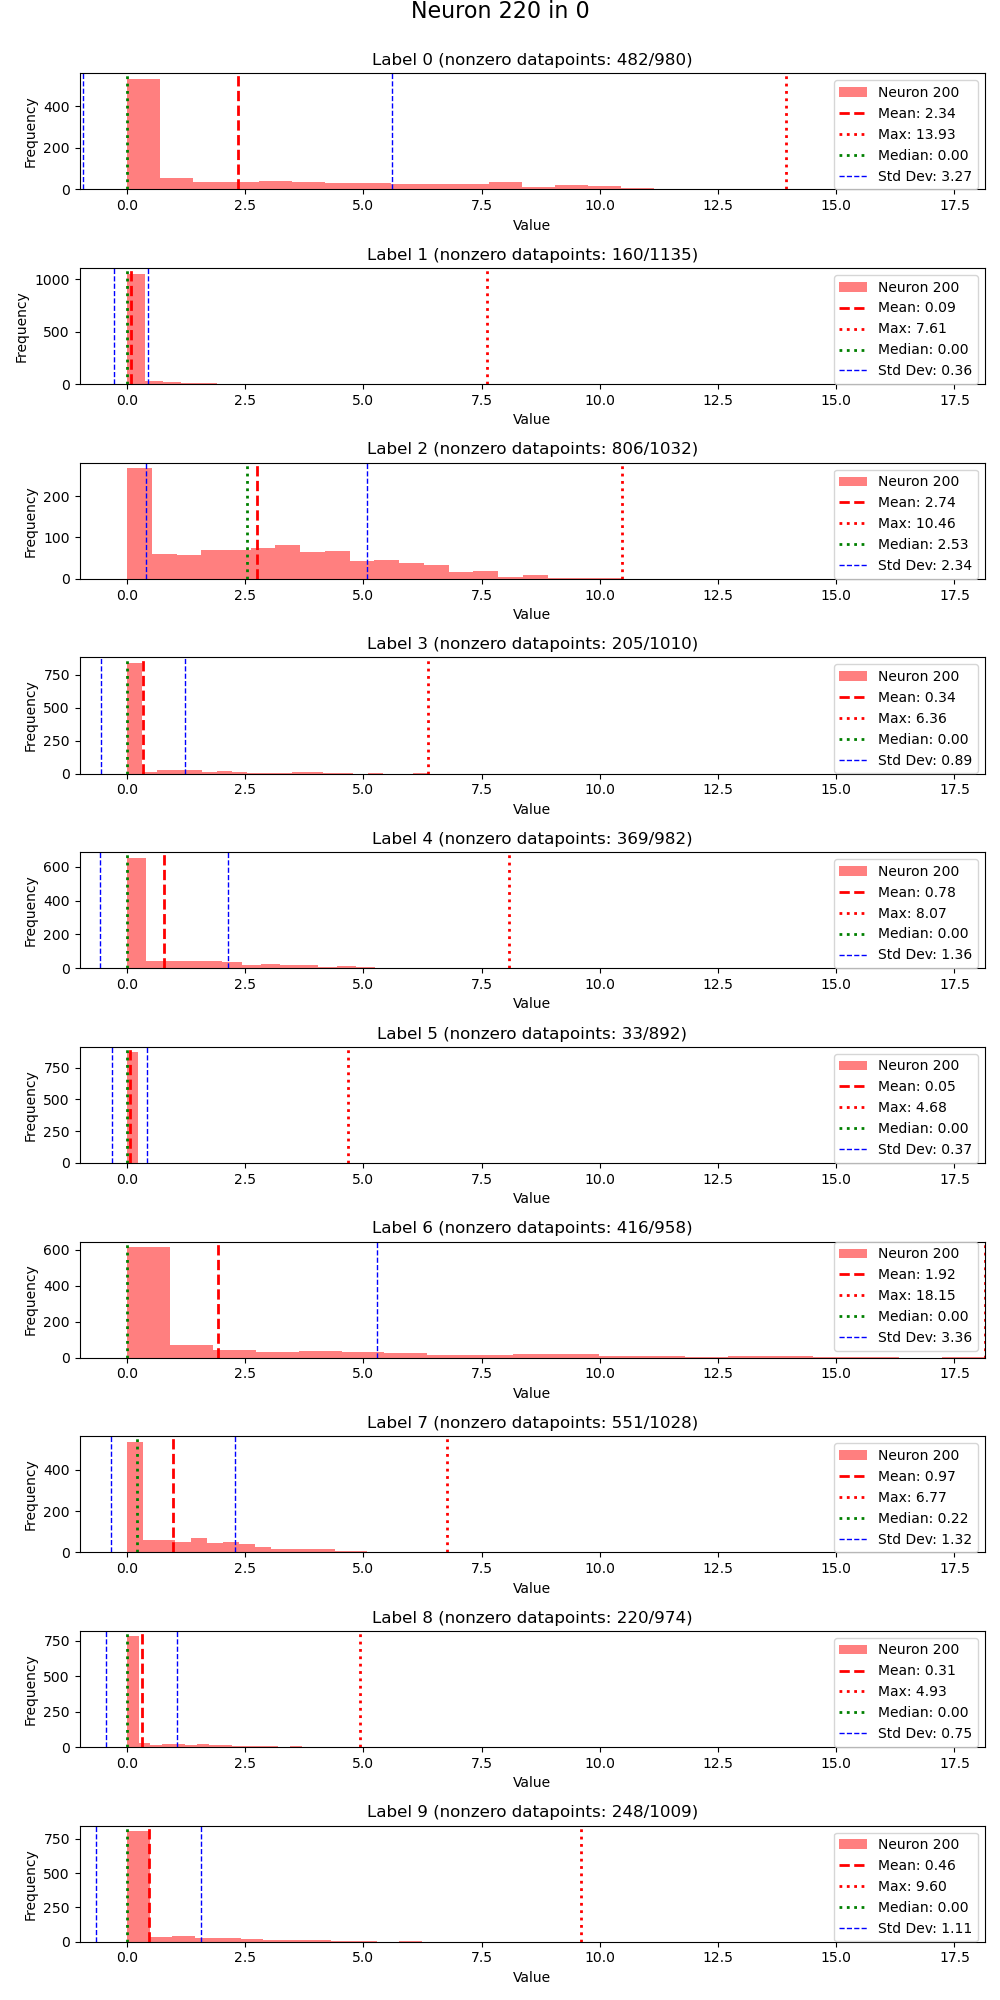 Neuron 220 in 0
Label 0 (nonzero datapoints: 482/980)
Frequency
400
200
0
Neuron 200
Mean: 2.34
Max: 13.93
Median: 0.00
Std Dev: 3.27
0.0 2.5 5.0 7.5 10.0 12.5 15.0 17.5
Value
Label 1 (nonzero datapoints: 160/1135)
Frequency
1000
500
0
Neuron 200
Mean: 0.09
Max: 7.61
Median: 0.00
Std Dev: 0.36
0.0 2.5 5.0 7.5 10.0 12.5 15.0 17.5
Value
Label 2 (nonzero datapoints: 806/1032)
Frequency
200
100
0
Neuron 200
Mean: 2.74
Max: 10.46
Median: 2.53
Std Dev: 2.34
0.0 2.5 5.0 7.5 10.0 12.5 15.0 17.5
Value
Label 3 (nonzero datapoints: 205/1010)
Frequency
750
500
250
0
Neuron 200
Mean: 0.34
Max: 6.36
Median: 0.00
Std Dev: 0.89
0.0 2.5 5.0 7.5 10.0 12.5 15.0 17.5
Value
Label 4 (nonzero datapoints: 369/982)
Frequency
600
400
200
0
Neuron 200
Mean: 0.78
Max: 8.07
Median: 0.00
Std Dev: 1.36
0.0 2.5 5.0 7.5 10.0 12.5 15.0 17.5
Value
Label 5 (nonzero datapoints: 33/892)
Frequency
750
500
250
0
Neuron 200
Mean: 0.05
Max: 4.68
Median: 0.00
Std Dev: 0.37
0.0 2.5 5.0 7.5 10.0 12.5 15.0 17.5
Value
Label 6 (nonzero datapoints: 416/958)
Frequency
600
400
200
0
Neuron 200
Mean: 1.92
Max: 18.15
Median: 0.00
Std Dev: 3.36
0.0 2.5 5.0 7.5 10.0 12.5 15.0 17.5
Value
Label 7 (nonzero datapoints: 551/1028)
Frequency
400
200
0
Neuron 200
Mean: 0.97
Max: 6.77
Median: 0.22
Std Dev: 1.32
0.0 2.5 5.0 7.5 10.0 12.5 15.0 17.5
Value
Label 8 (nonzero datapoints: 220/974)
Frequency
750
500
250
0
Neuron 200
Mean: 0.31
Max: 4.93
Median: 0.00
Std Dev: 0.75
0.0 2.5 5.0 7.5 10.0 12.5 15.0 17.5
Value
Label 9 (nonzero datapoints: 248/1009)
Frequency
750
500
250
0
Neuron 200
Mean: 0.46
Max: 9.60
Median: 0.00
Std Dev: 1.11
0.0 2.5 5.0 7.5 10.0 12.5 15.0 17.5
Value